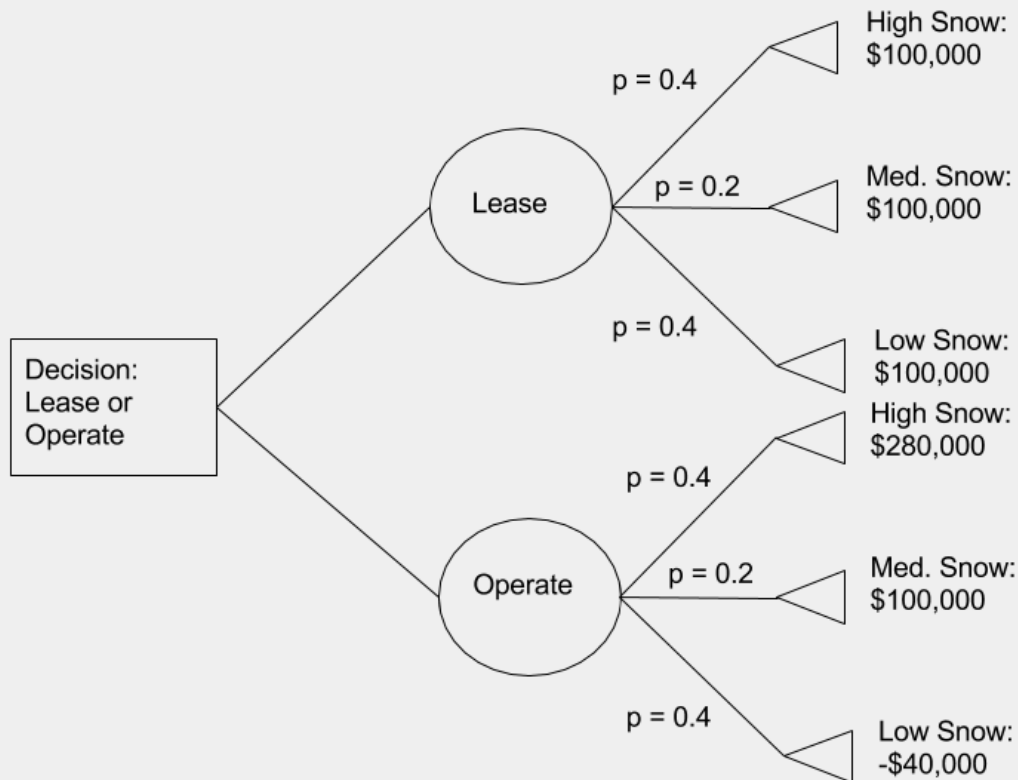 High Snow:
$100,000
p = 0.4
Med. Snow:
p = 0.2
$100,000
Lease
p = 0.4
Low Snow:
$100,000
Decision:
Lease or
Operate
High Snow:
$280,000
p = 0.4
Med. Snow:
p = 0.2
$100,000
Operate
p = 0.4
Low Snow:
-$40,000